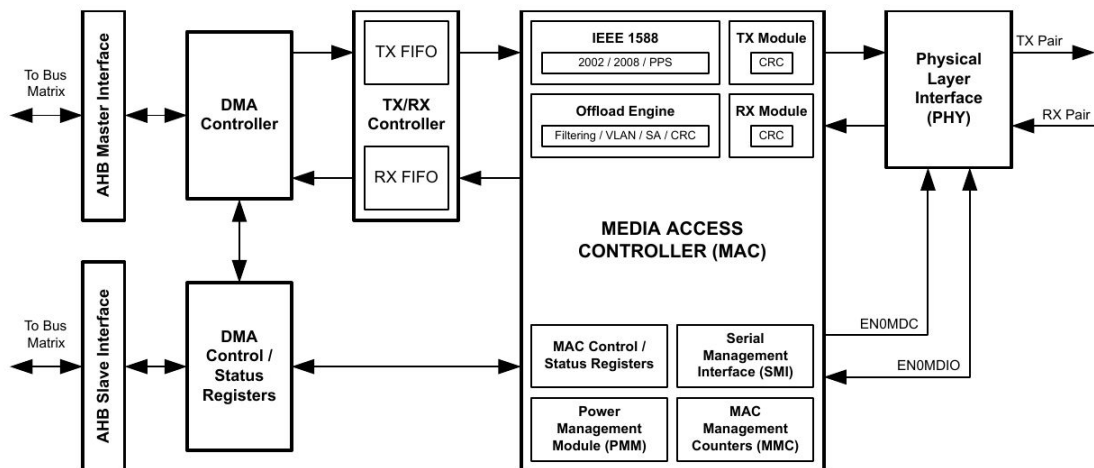 To Bus
Matrix
AHB Master Interface
DMA
Controller
TX FIFO
TX/RX
Controller
RX FIFO
IEEE 1588
2002 / 2008 / PPS
TX Module
CRC
Offload Engine
Filtering / VLAN / SA / CRC
RX Module
CRC
MEDIA ACCESS
CONTROLLER (MAC)
Physical
Layer
Interface
(PHY)
TX Pair
RX Pair
To Bus
Matrix
AHB Slave Interface
DMA
Control /
Status
Registers
MAC Control /
Status Registers
Serial
Management
Interface (SMI)
Power
Management
Module (PMM)
MAC
Management
Counters (MMC)
EN0MDC
EN0MDIO